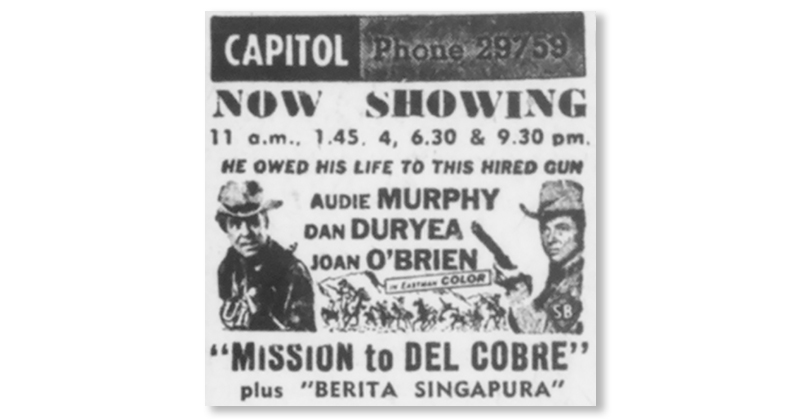 CAPITOL Phone 29759
NOW SHOWING
11 a.m., 1.45. 4, 6.30 & 9.30 pm.
HE OWED HIS LIFE TO THIS HIRED GUN
AUDIE MURPHY
DAN DURYEA
JOAN O'BRIEN
IN EASTMAN COLOR
SB
"MISSION to DEL COBRE"
plus "BERITA SINGAPURA"